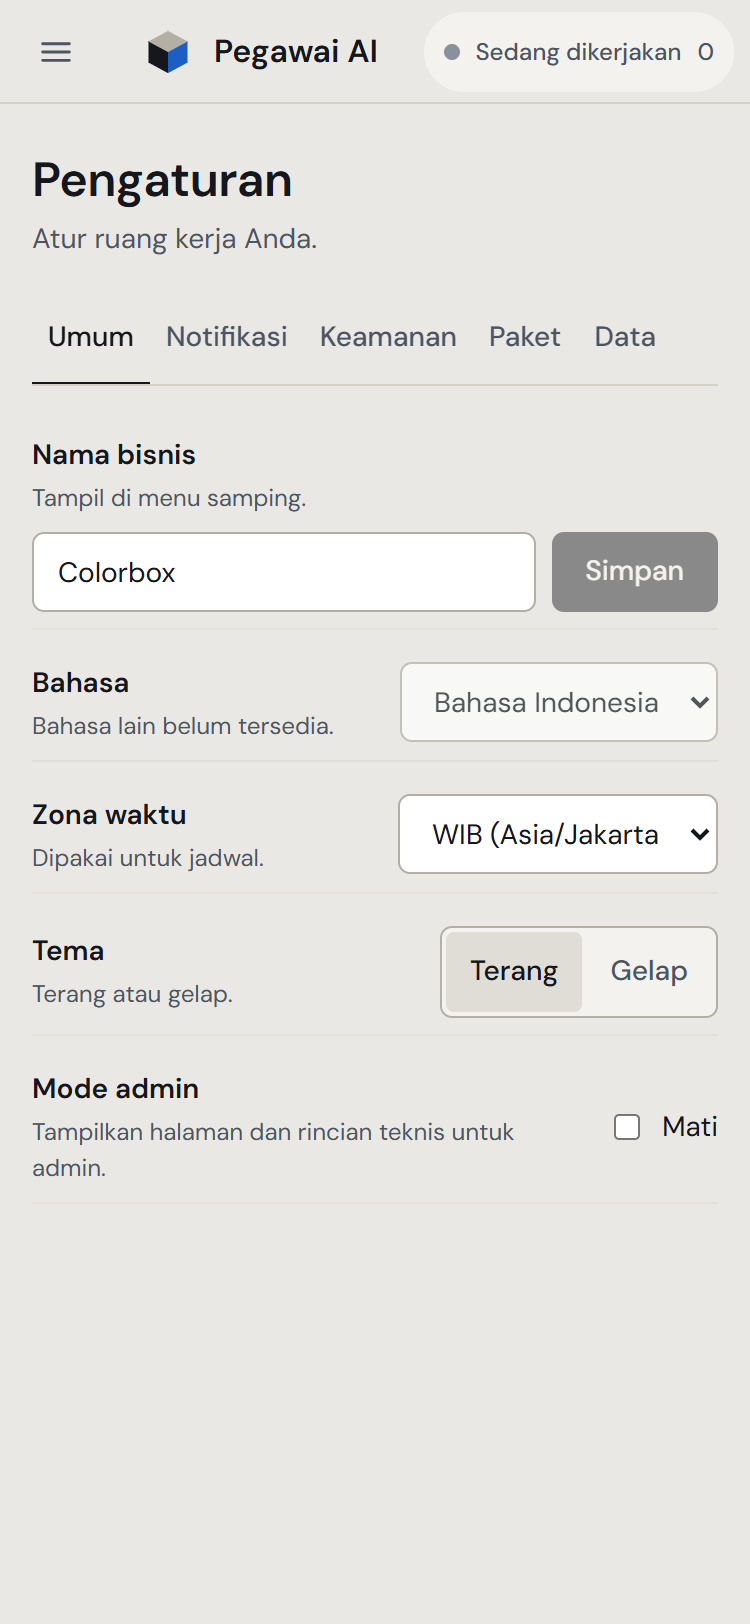 Pegawai AI
Sedang dikerjakan 0
Pengaturan
Atur ruang kerja Anda.
Umum Notifikasi Keamanan Paket Data
Nama bisnis
Tampil di menu samping.
Colorbox
Simpan
Bahasa
Bahasa lain belum tersedia.
Bahasa Indonesia
Zona waktu
Dipakai untuk jadwal.
WIB (Asia/Jakarta
Tema
Terang atau gelap.
Terang Gelap
Mode admin
Tampilkan halaman dan rincian teknis untuk
admin.
Mati